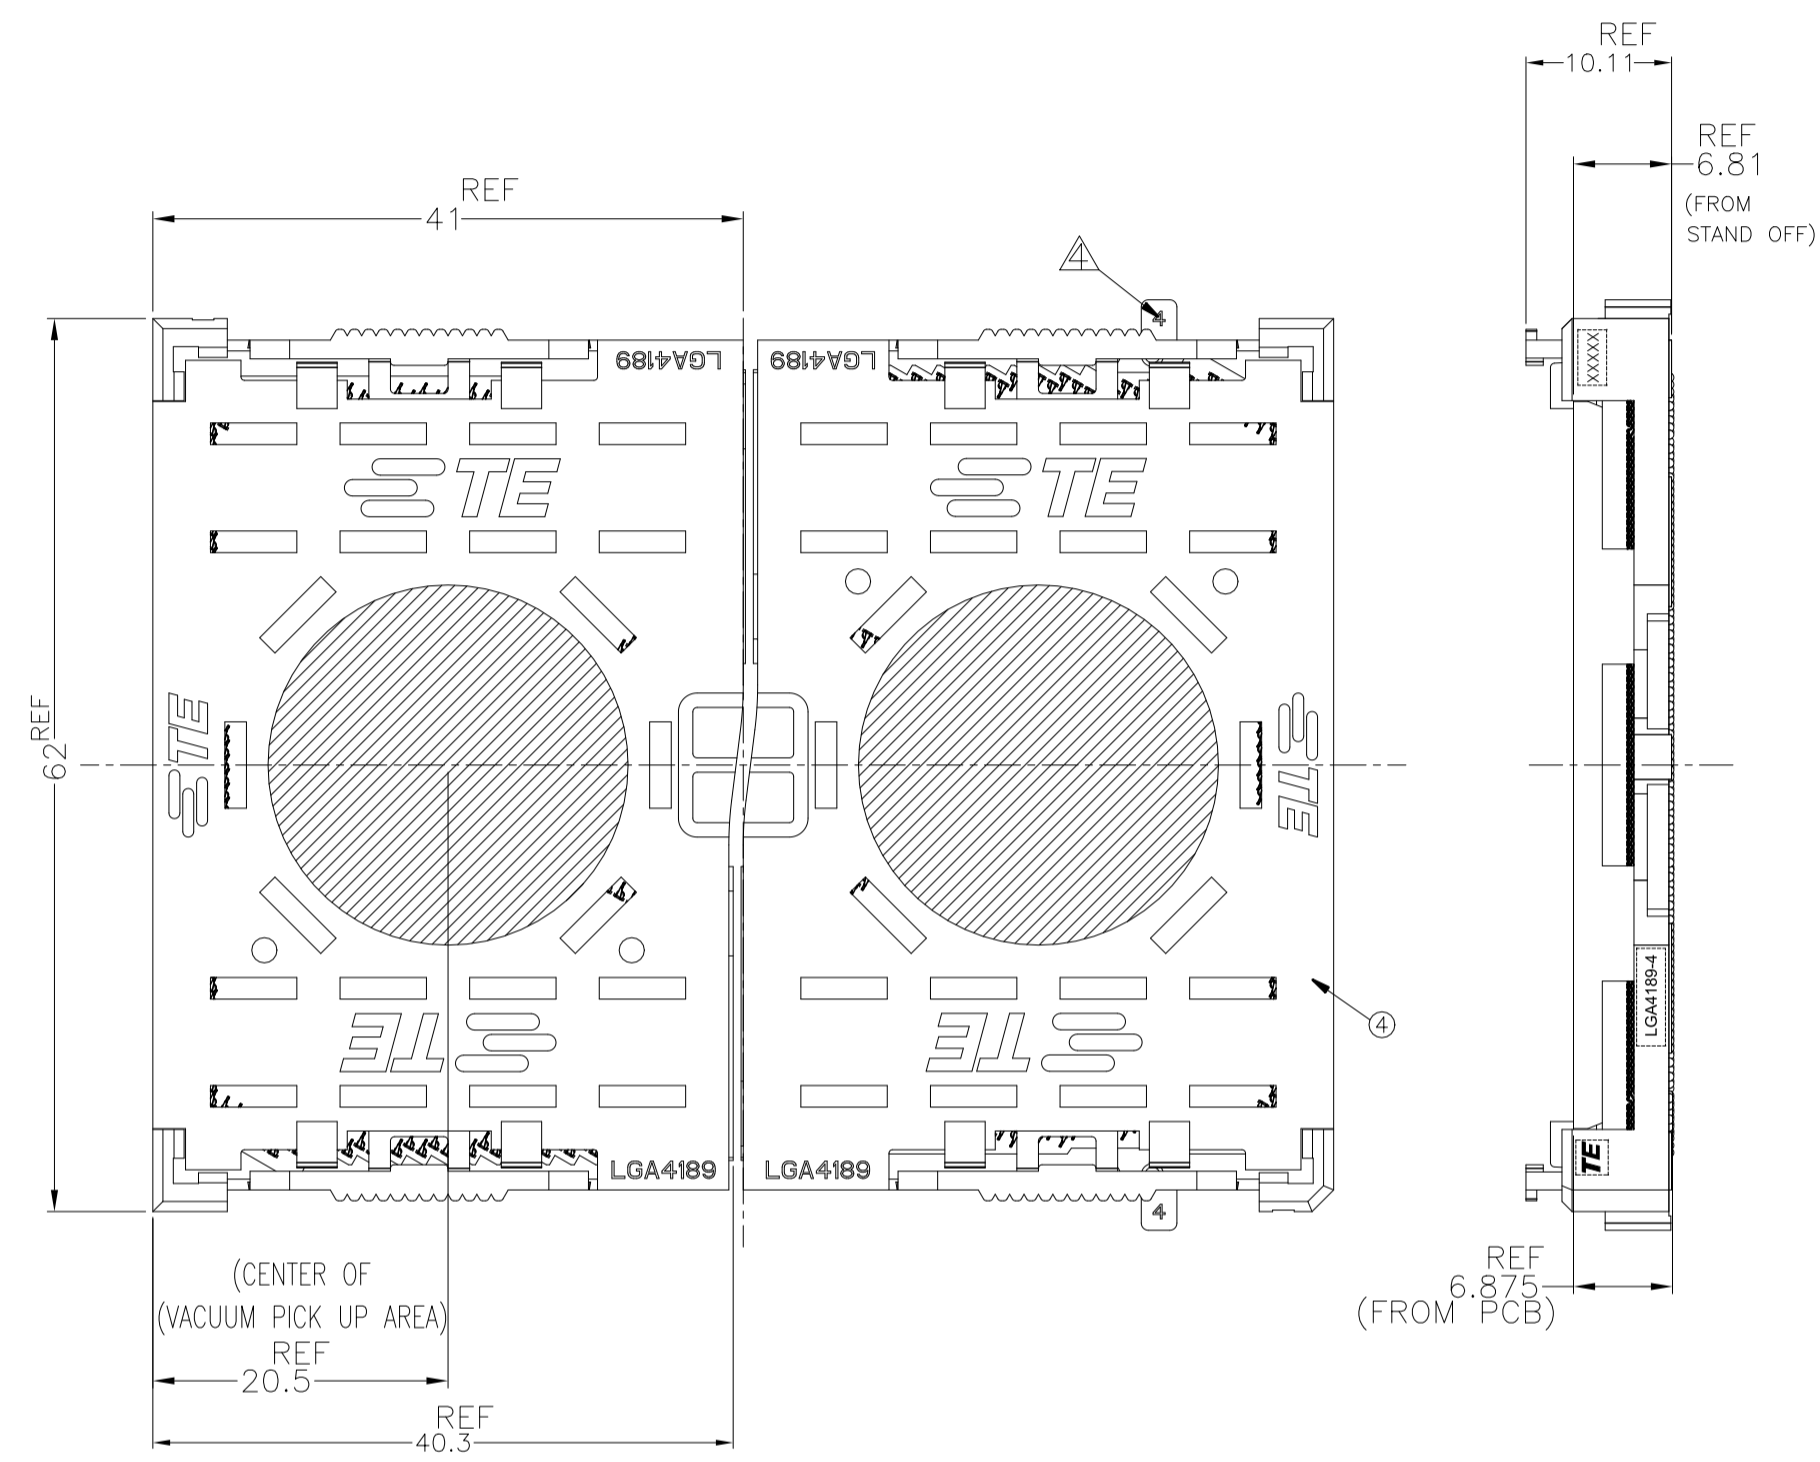 REF
10.11
REF
6.81
(FROM
STAND OFF)
REF
41
4
4
LGA4189
LGA4189
XXXXX
TE
TE
REF
62
TE
TE
LGA4189-4
4
TE
TE
TE
LGA4189
LGA4189
4
REF
6.875
(FROM PCB)
(CENTER OF
(VACUUM PICK UP AREA)
REF
20.5
REF
40.3